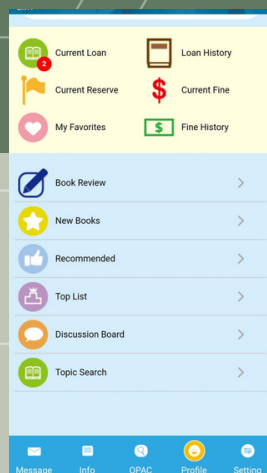 Current Loan Loan History
2
Current Reserve Current Fine
My Favorites Fine History
Book Review
New Books
Recommended
Top List
Discussion Board
Topic Search
Message Info OPAC Profile Setting